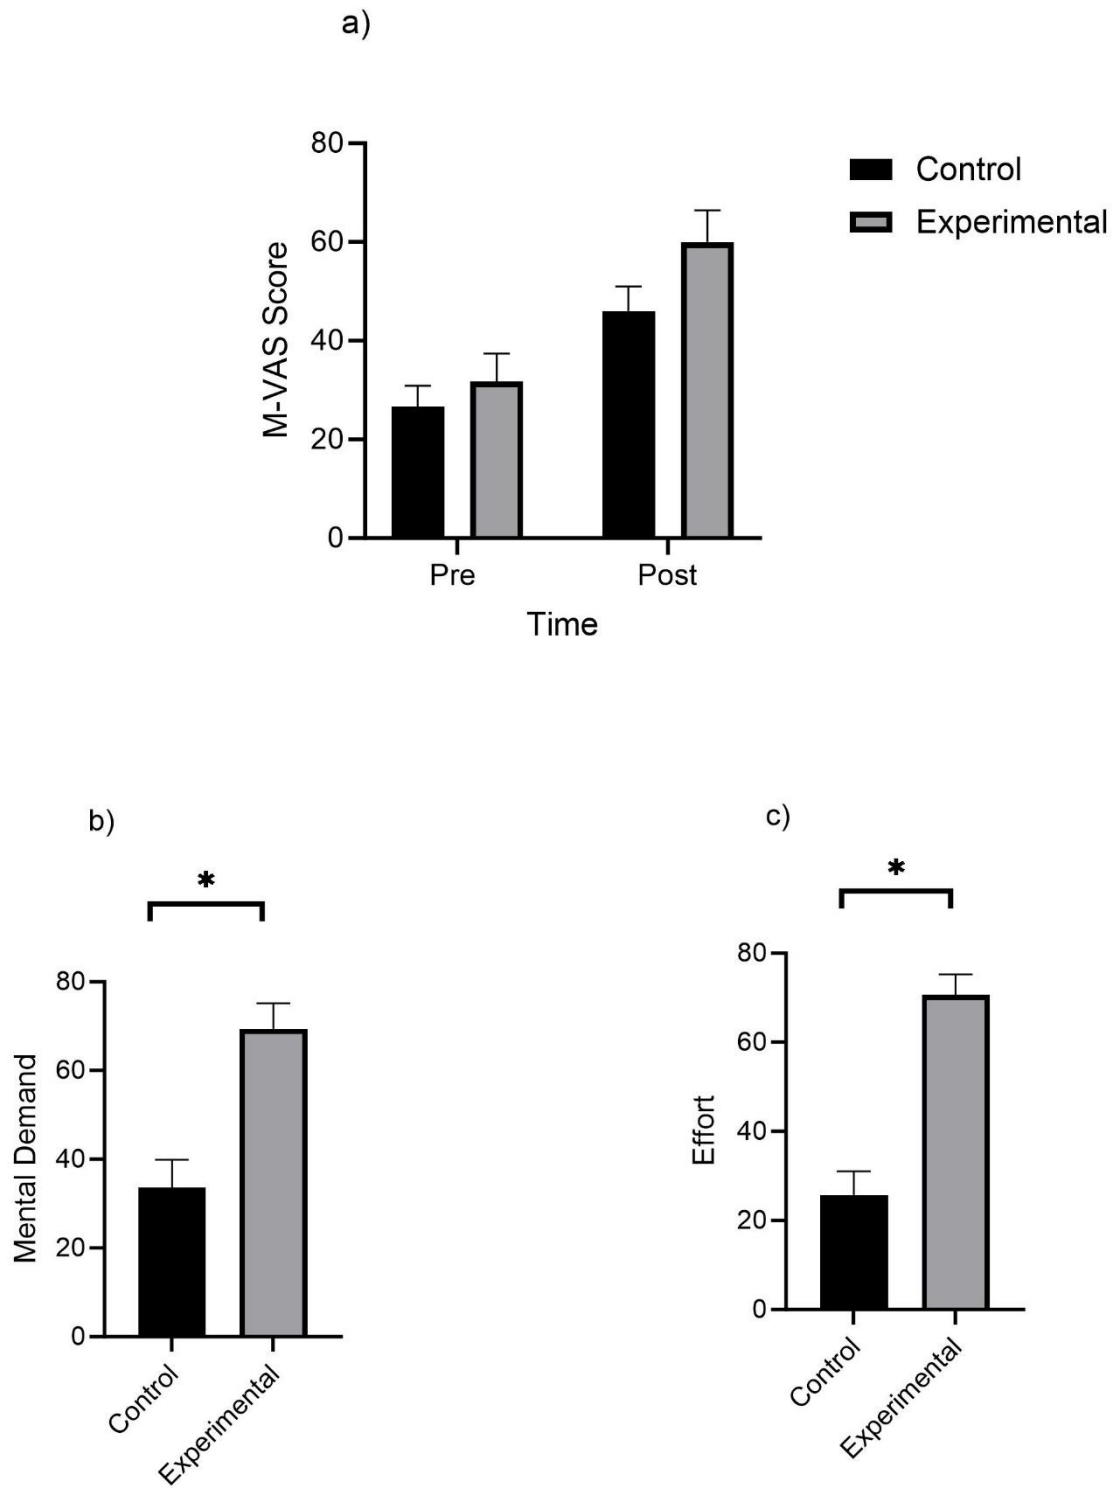 a)
80
60
40
20
0
M-VAS Score
Pre
Post
Time
Control
Experimental
b)
*
80
60
40
20
0
Mental Demand
Control
Experimental
c)
*
80
60
40
20
0
Effort
Control
Experimental